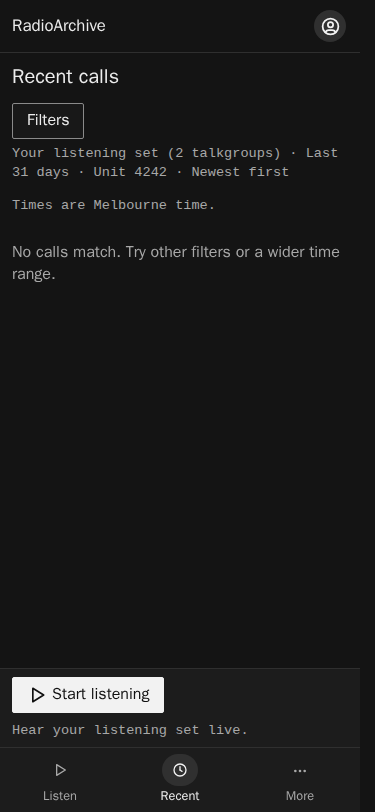 RadioArchive
Recent calls
Filters
Your listening set (2 talkgroups) · Last
31 days · Unit 4242 · Newest first
Times are Melbourne time.
No calls match. Try other filters or a wider time
range.
Start listening
Hear your listening set live.
Listen
Recent
More